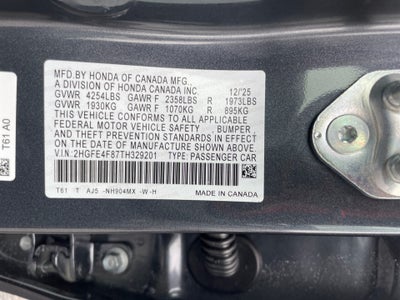 MFD.BY HONDA OF CANADA MFG.
A DIVISION OF HONDA CANADA INC. 12/'25
GVWR 4254LBS GAWR F 2358LBS R 1973LBS
GVWR 1930KG GAWR F 1070KG R 895KG
THIS VEHICLE CONFORMS TO ALL APPLICABLE
FEDERAL MOTOR VEHICLE SAFETY, BUMPER
AND THEFT PREVENTION STANDARDS IN EFFECT
ON THE DATE OF MANUFACTURE SHOWN ABOVE.
V.I.N. 2HGFE4F87TH329201 TYPE: PASSENGER CAR
T61 T AJ5 -NH904MX -W-H
MADE IN CANADA
T61 A0